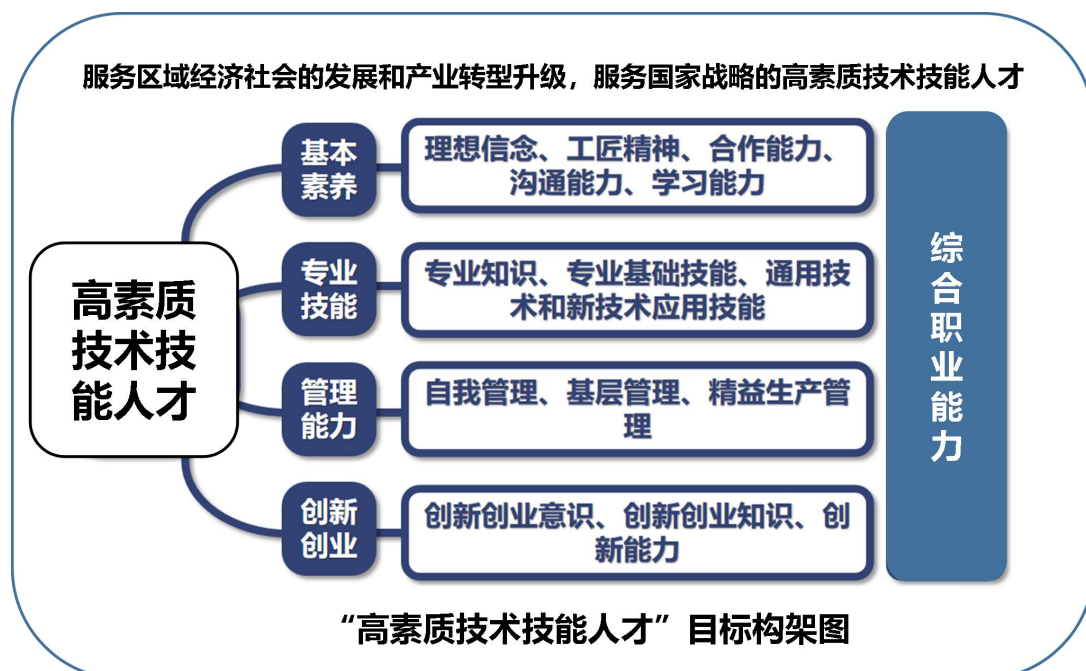 服务区域经济社会的发展和产业转型升级，服务国家战略的高素质技术技能人才
高素质
技术技
能人才
基本
素养
理想信念、工匠精神、合作能力、
沟通能力、学习能力
专业
技能
专业知识、专业基础技能、通用技
术和新技术应用技能
管理
能力
自我管理、基层管理、精益生产管
理
创新
创业
创新创业意识、创新创业知识、创
新能力
综合职业能力
“高素质技术技能人才”目标构架图